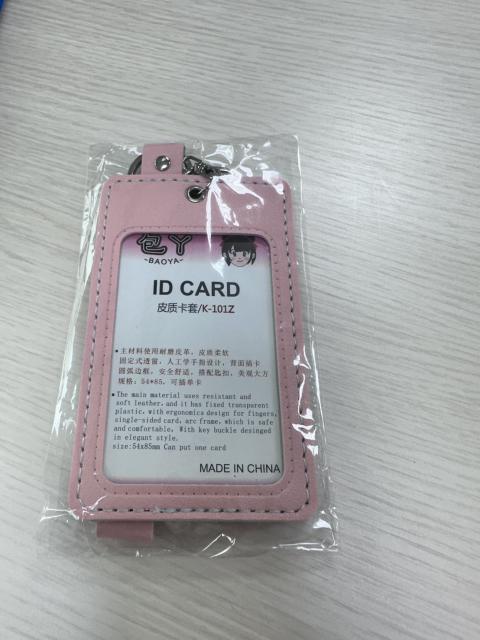 包丫
-BAOYA-
ID CARD
皮质卡套/K-101Z
•主材料使用耐磨皮革，皮质柔软
固定式透窗，人工学手指设计，背面插卡
圆弧边框，安全舒适，搭配匙扣，美观大方
规格：54*85，可插单卡
•The main material uses resistant and
soft leather, and it has fixed transparent
plastic, with ergonomics design for fingers,
single-sided card, arc frame, which is safe
and comfortable, With key buckle desinged
in elegant style.
size:54x85mm Can put one card
MADE IN CHINA